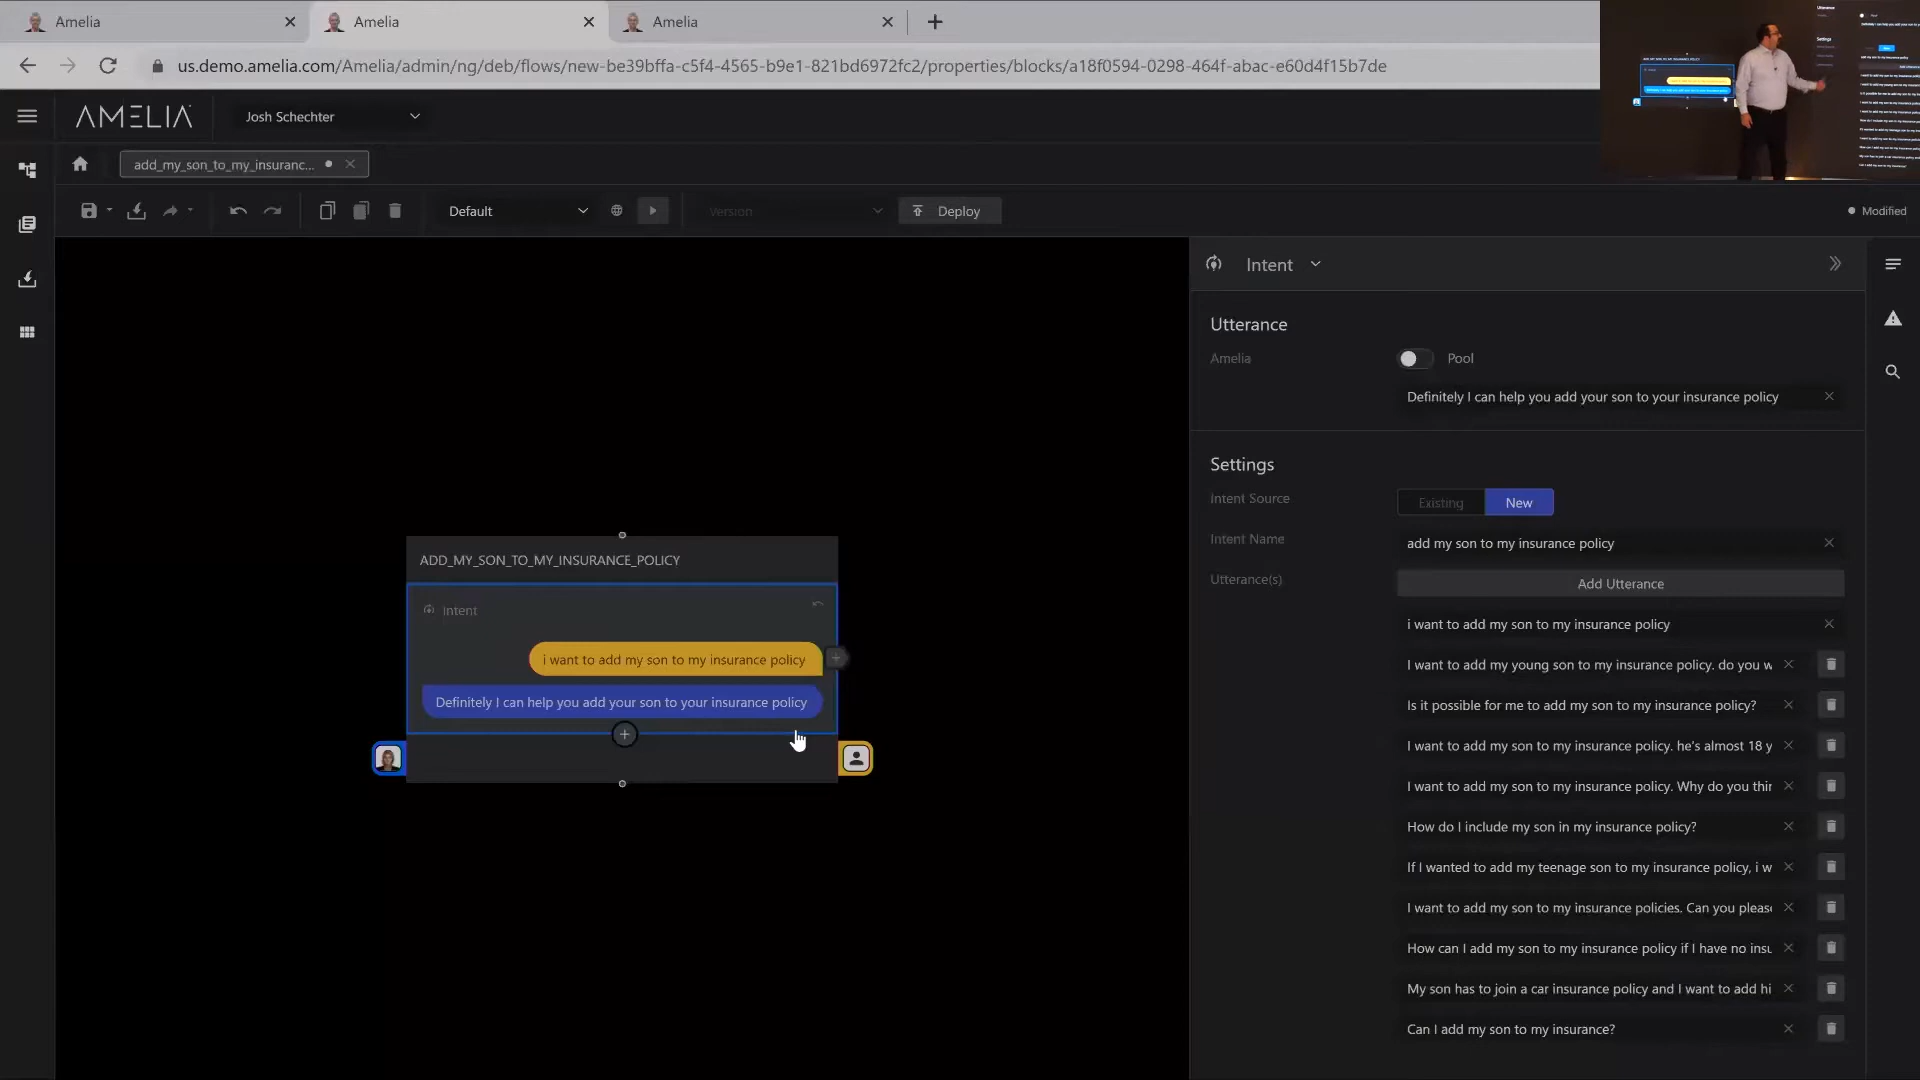 Amelia
Amelia
Amelia
us.demo.amelia.com/Amelia/admin/ng/deb/flows/new-be39bffa-c5f4-4565-b9e1-821bd6972fc2/properties/blocks/a18f0594-0298-464f-abac-e60d4f15b7de
AMELIA
Josh Schechter
add_my_son_to_my_insuranc...
Default
Version
Deploy
Modified
Intent
Utterance
Amelia
Pool
Definitely I can help you add your son to your insurance policy
Settings
Intent Source
Existing
New
Intent Name
add my son to my insurance policy
Utterance(s)
Add Utterance
i want to add my son to my insurance policy
I want to add my young son to my insurance policy. do you w
Is it possible for me to add my son to my insurance policy?
I want to add my son to my insurance policy. he's almost 18 y
I want to add my son to my insurance policy. Why do you thin
How do I include my son in my insurance policy?
If I wanted to add my teenage son to my insurance policy, i w
I want to add my son to my insurance policies. Can you please
How can I add my son to my insurance policy if I have no insu
My son has to join a car insurance policy and I want to add hi
Can I add my son to my insurance?
ADD_MY_SON_TO_MY_INSURANCE_POLICY
Intent
i want to add my son to my insurance policy
Definitely I can help you add your son to your insurance policy